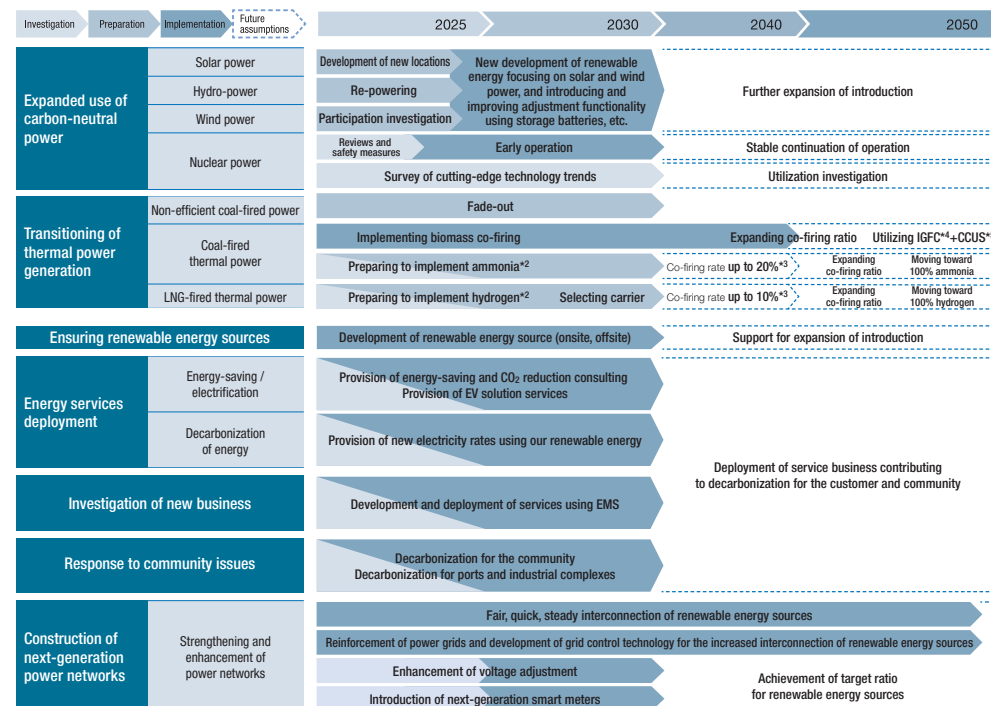 Investigation
Preparation
Implementation
Future
assumptions
2025
2030
2040
2050
Expanded use of
carbon-neutral
power
Solar power
Hydro-power
Wind power
Nuclear power
Development of new locations
Re-powering
Participation investigation
New development of renewable
energy focusing on solar and wind
power, and introducing and
improving adjustment functionality
using storage batteries, etc.
Further expansion of introduction
Reviews and
safety measures
Early operation
Stable continuation of operation
Survey of cutting-edge technology trends
Utilization investigation
Transitioning of
thermal power
generation
Non-efficient coal-fired power
Coal-fired
thermal power
LNG-fired thermal power
Fade-out
Implementing biomass co-firing
Expanding co-firing ratio
Utilizing IGFC*4+CCUS*
Preparing to implement ammonia*2
Co-firing rate up to 20%*3
Expanding
co-firing ratio
Moving toward
100% ammonia
Preparing to implement hydrogen*2
Selecting carrier
Co-firing rate up to 10%*3
Expanding
co-firing ratio
Moving toward
100% hydrogen
Ensuring renewable energy sources
Development of renewable energy source (onsite, offsite)
Support for expansion of introduction
Energy services
deployment
Energy-saving /
electrification
Decarbonization
of energy
Provision of energy-saving and CO2 reduction consulting
Provision of EV solution services
Provision of new electricity rates using our renewable energy
Deployment of service business contributing
to decarbonization for the customer and community
Investigation of new business
Development and deployment of services using EMS
Response to community issues
Decarbonization for the community
Decarbonization for ports and industrial complexes
Construction of
next-generation
power networks
Strengthening and
enhancement of
power networks
Fair, quick, steady interconnection of renewable energy sources
Reinforcement of power grids and development of grid control technology for the increased interconnection of renewable energy sources
Enhancement of voltage adjustment
Introduction of next-generation smart meters
Achievement of target ratio
for renewable energy sources